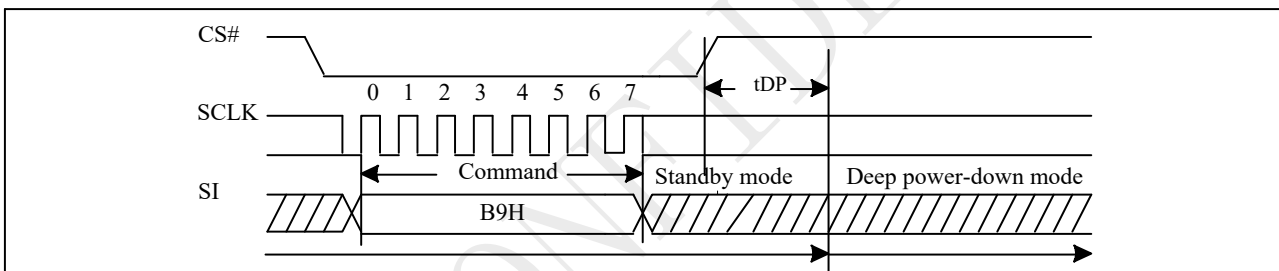 CS#
tDP
0 1 2 3 4 5 6 7
SCLK
Command
Standby mode
Deep power-down mode
SI
B9H